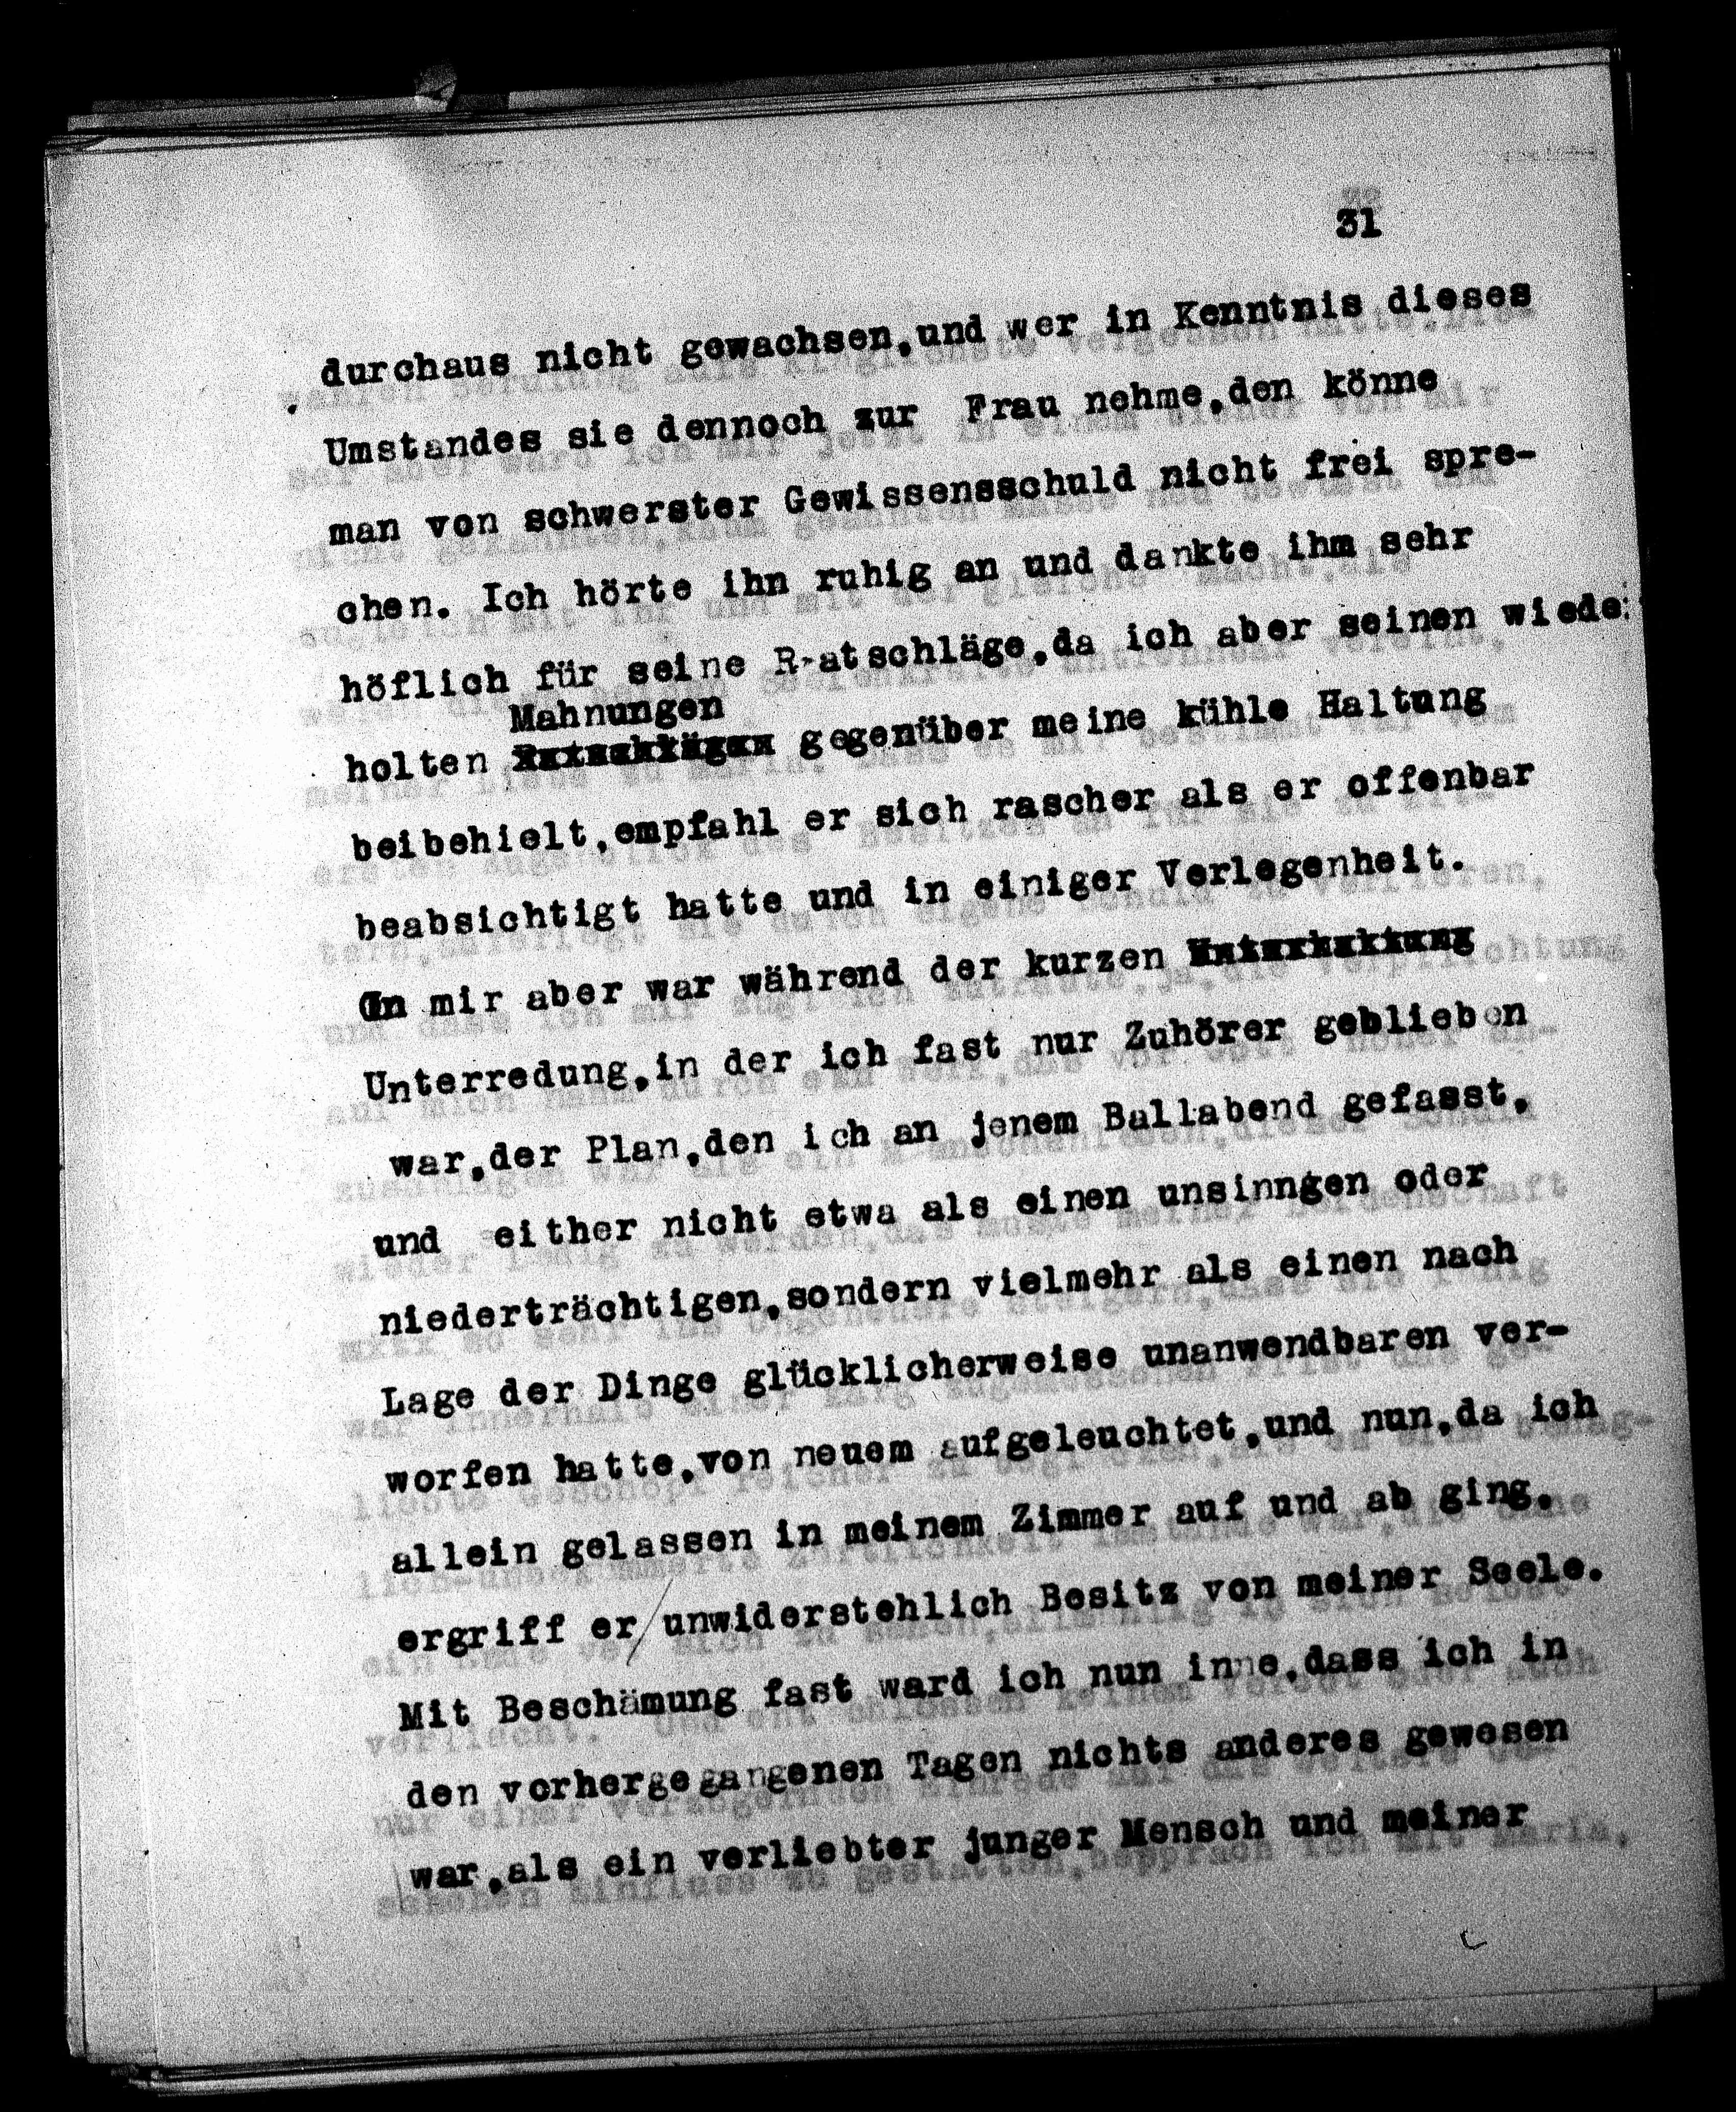 31
durchaus nicht gewachsen,und wer in Kenntnis dieses
Umstandes sie dennoch zur Frau nehme,den könne
man von schwerster Gewissensschuld nicht frei spre-
chen. Ich hörte ihn ruhig an und dankte ihm sehr
höflich für seine R-atschläge,da ich aber seinen wieder
Mahnungen
holten Ratschlägen gegenüber meine kühle Haltung
beibehielt,empfahl er sich rascher als er offenbar
beabsichtigt hatte und in einiger Verlegenheit.
In mir aber war während der kurzen Unterhaltung
Unterredung,in der ich fast nur Zuhörer geblieben
war,der Plan,den ich an jenem Ballabend gefasst,
und seither nicht etwa als einen unsinngen oder
niederträchtigen,sondern vielmehr als einen nach
Lage der Dinge glücklicherweise unanwendbaren ver-
worfen hatte,von neuem aufgeleuchtet,und nun,da ich
allein gelassen in meinem Zimmer auf und ab ging,
ergriff er/unwiderstehlich Besitz von meiner Seele.
Mit Beschämung fast ward ich nun inne,dass ich in
den vorhergegangenen Tagen nichts anderes gewesen
war,als ein verliebter junger Mensch und meiner